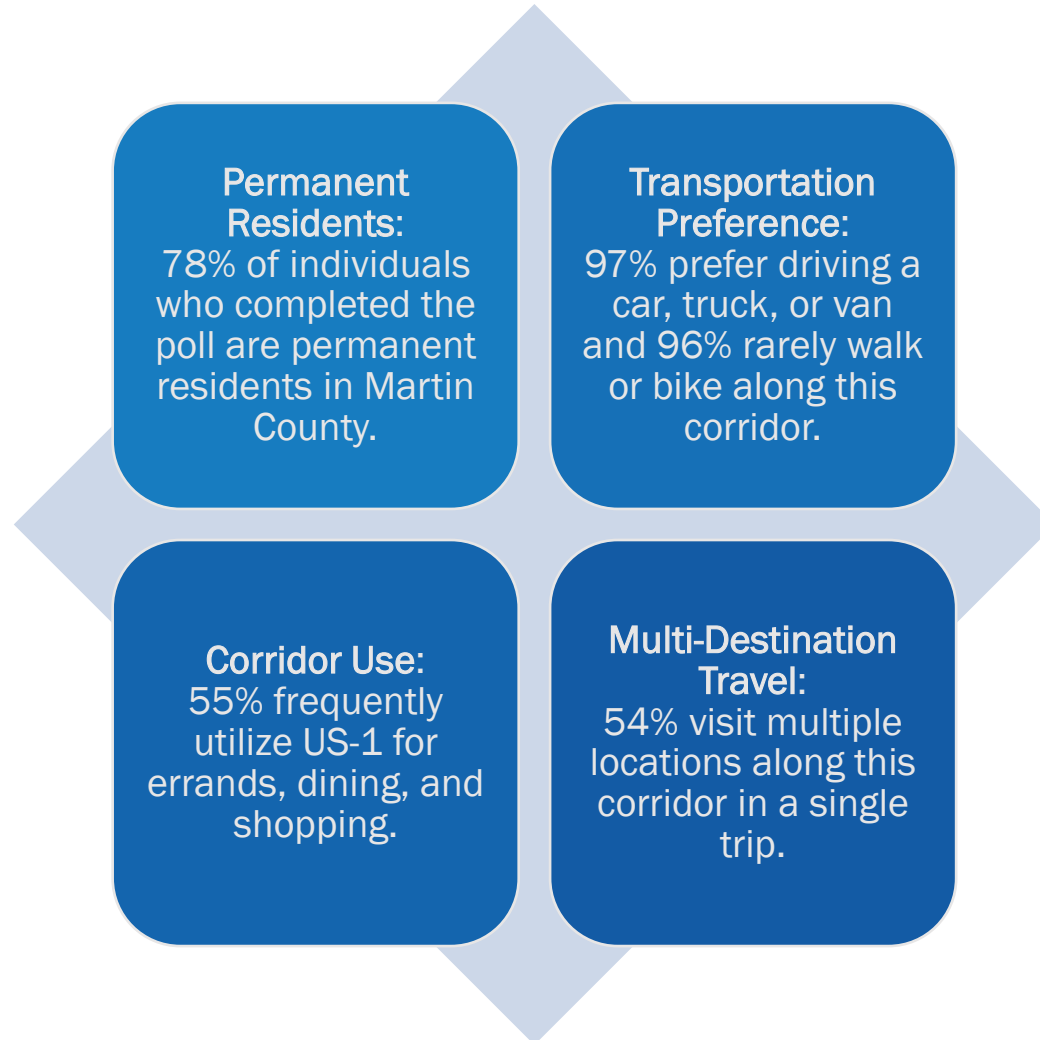 Permanent
Residents:
78% of individuals
who completed the
poll are permanent
residents in Martin
County.
Transportation
Preference:
97% prefer driving a
car, truck, or van
and 96% rarely walk
or bike along this
corridor.
Corridor Use:
55% frequently
utilize US-1 for
errands, dining, and
shopping.
Multi-Destination
Travel:
54% visit multiple
locations along this
corridor in a single
trip.